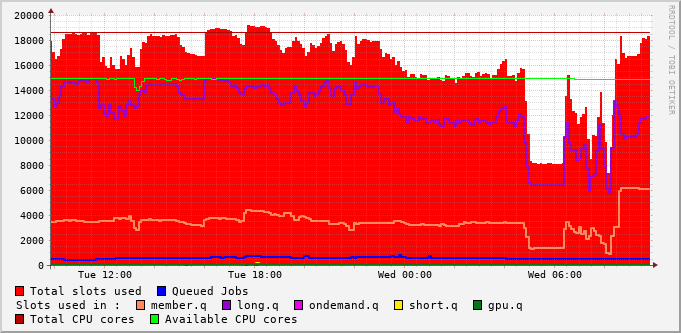 20000
18000
16000
14000
12000
10000
8000
6000
4000
2000
0
Tue 12:00 Tue 18:00 Wed 00:00 Wed 06:00
RRDTOOL / TOBI OETIKER
Total slots used Queued Jobs
Slots used in : member.q long.q ondemand.q short.q gpu.q
Total CPU cores Available CPU cores